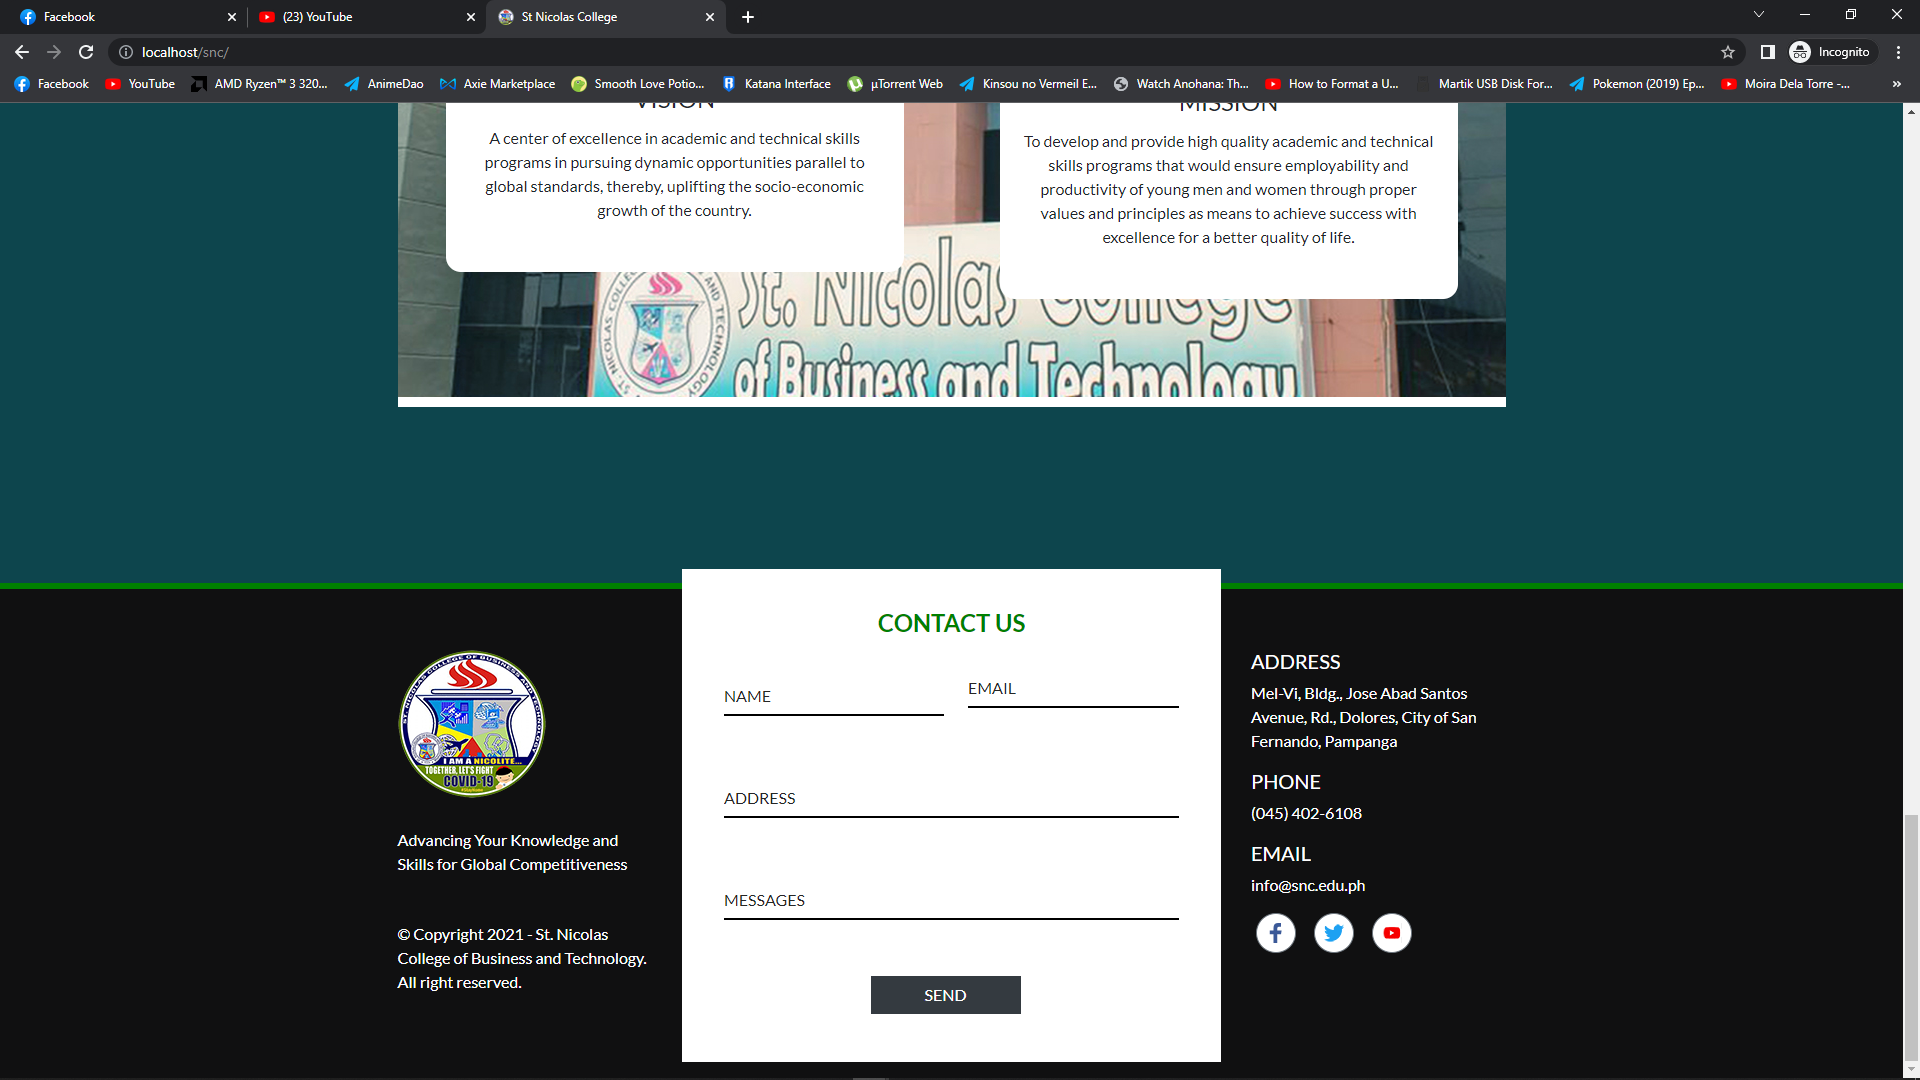 Facebook
(23) YouTube
St Nicolas College
localhost/snc/
Incognito
Facebook
YouTube
AMD Ryzen™ 3 320...
AnimeDao
Axie Marketplace
Smooth Love Potio...
Katana Interface
µTorrent Web
Kinsou no Vermeil E...
Watch Anohana: Th...
How to Format a U...
Martik USB Disk For...
Pokemon (2019) Ep...
Moira Dela Torre -...
»
VISION
A center of excellence in academic and technical skills
programs in pursuing dynamic opportunities parallel to
global standards, thereby, uplifting the socio-economic
growth of the country.
MISSION
To develop and provide high quality academic and technical
skills programs that would ensure employability and
productivity of young men and women through proper
values and principles as means to achieve success with
excellence for a better quality of life.
St. Nicolas College
of Business and Technology
CONTACT US
NAME
EMAIL
ADDRESS
MESSAGES
SEND
ST. NICOLAS COLLEGE OF BUSINESS AND TECHNOLOGY
I AM A NICOLITE...
TOGETHER, LET'S FIGHT
COVID-19
Advancing Your Knowledge and
Skills for Global Competitiveness
© Copyright 2021 - St. Nicolas
College of Business and Technology.
All right reserved.
ADDRESS
Mel-Vi, Bldg., Jose Abad Santos
Avenue, Rd., Dolores, City of San
Fernando, Pampanga
PHONE
(045) 402-6108
EMAIL
info@snc.edu.ph